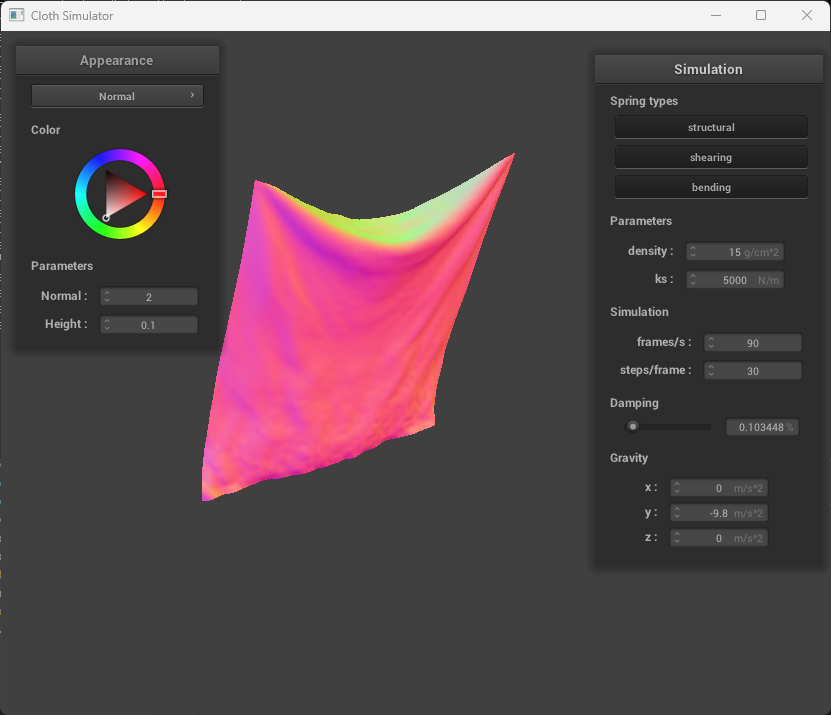 Cloth Simulator
Appearance
Normal
Color
Parameters
Normal : 2
Height : 0.1
Simulation
Spring types
structural
shearing
bending
Parameters
density : 15 g/cm^2
ks : 5000 N/m
Simulation
frames/s : 90
steps/frame : 30
Damping
0.103448 %
Gravity
x : 0 m/s^2
y : -9.8 m/s^2
z : 0 m/s^2